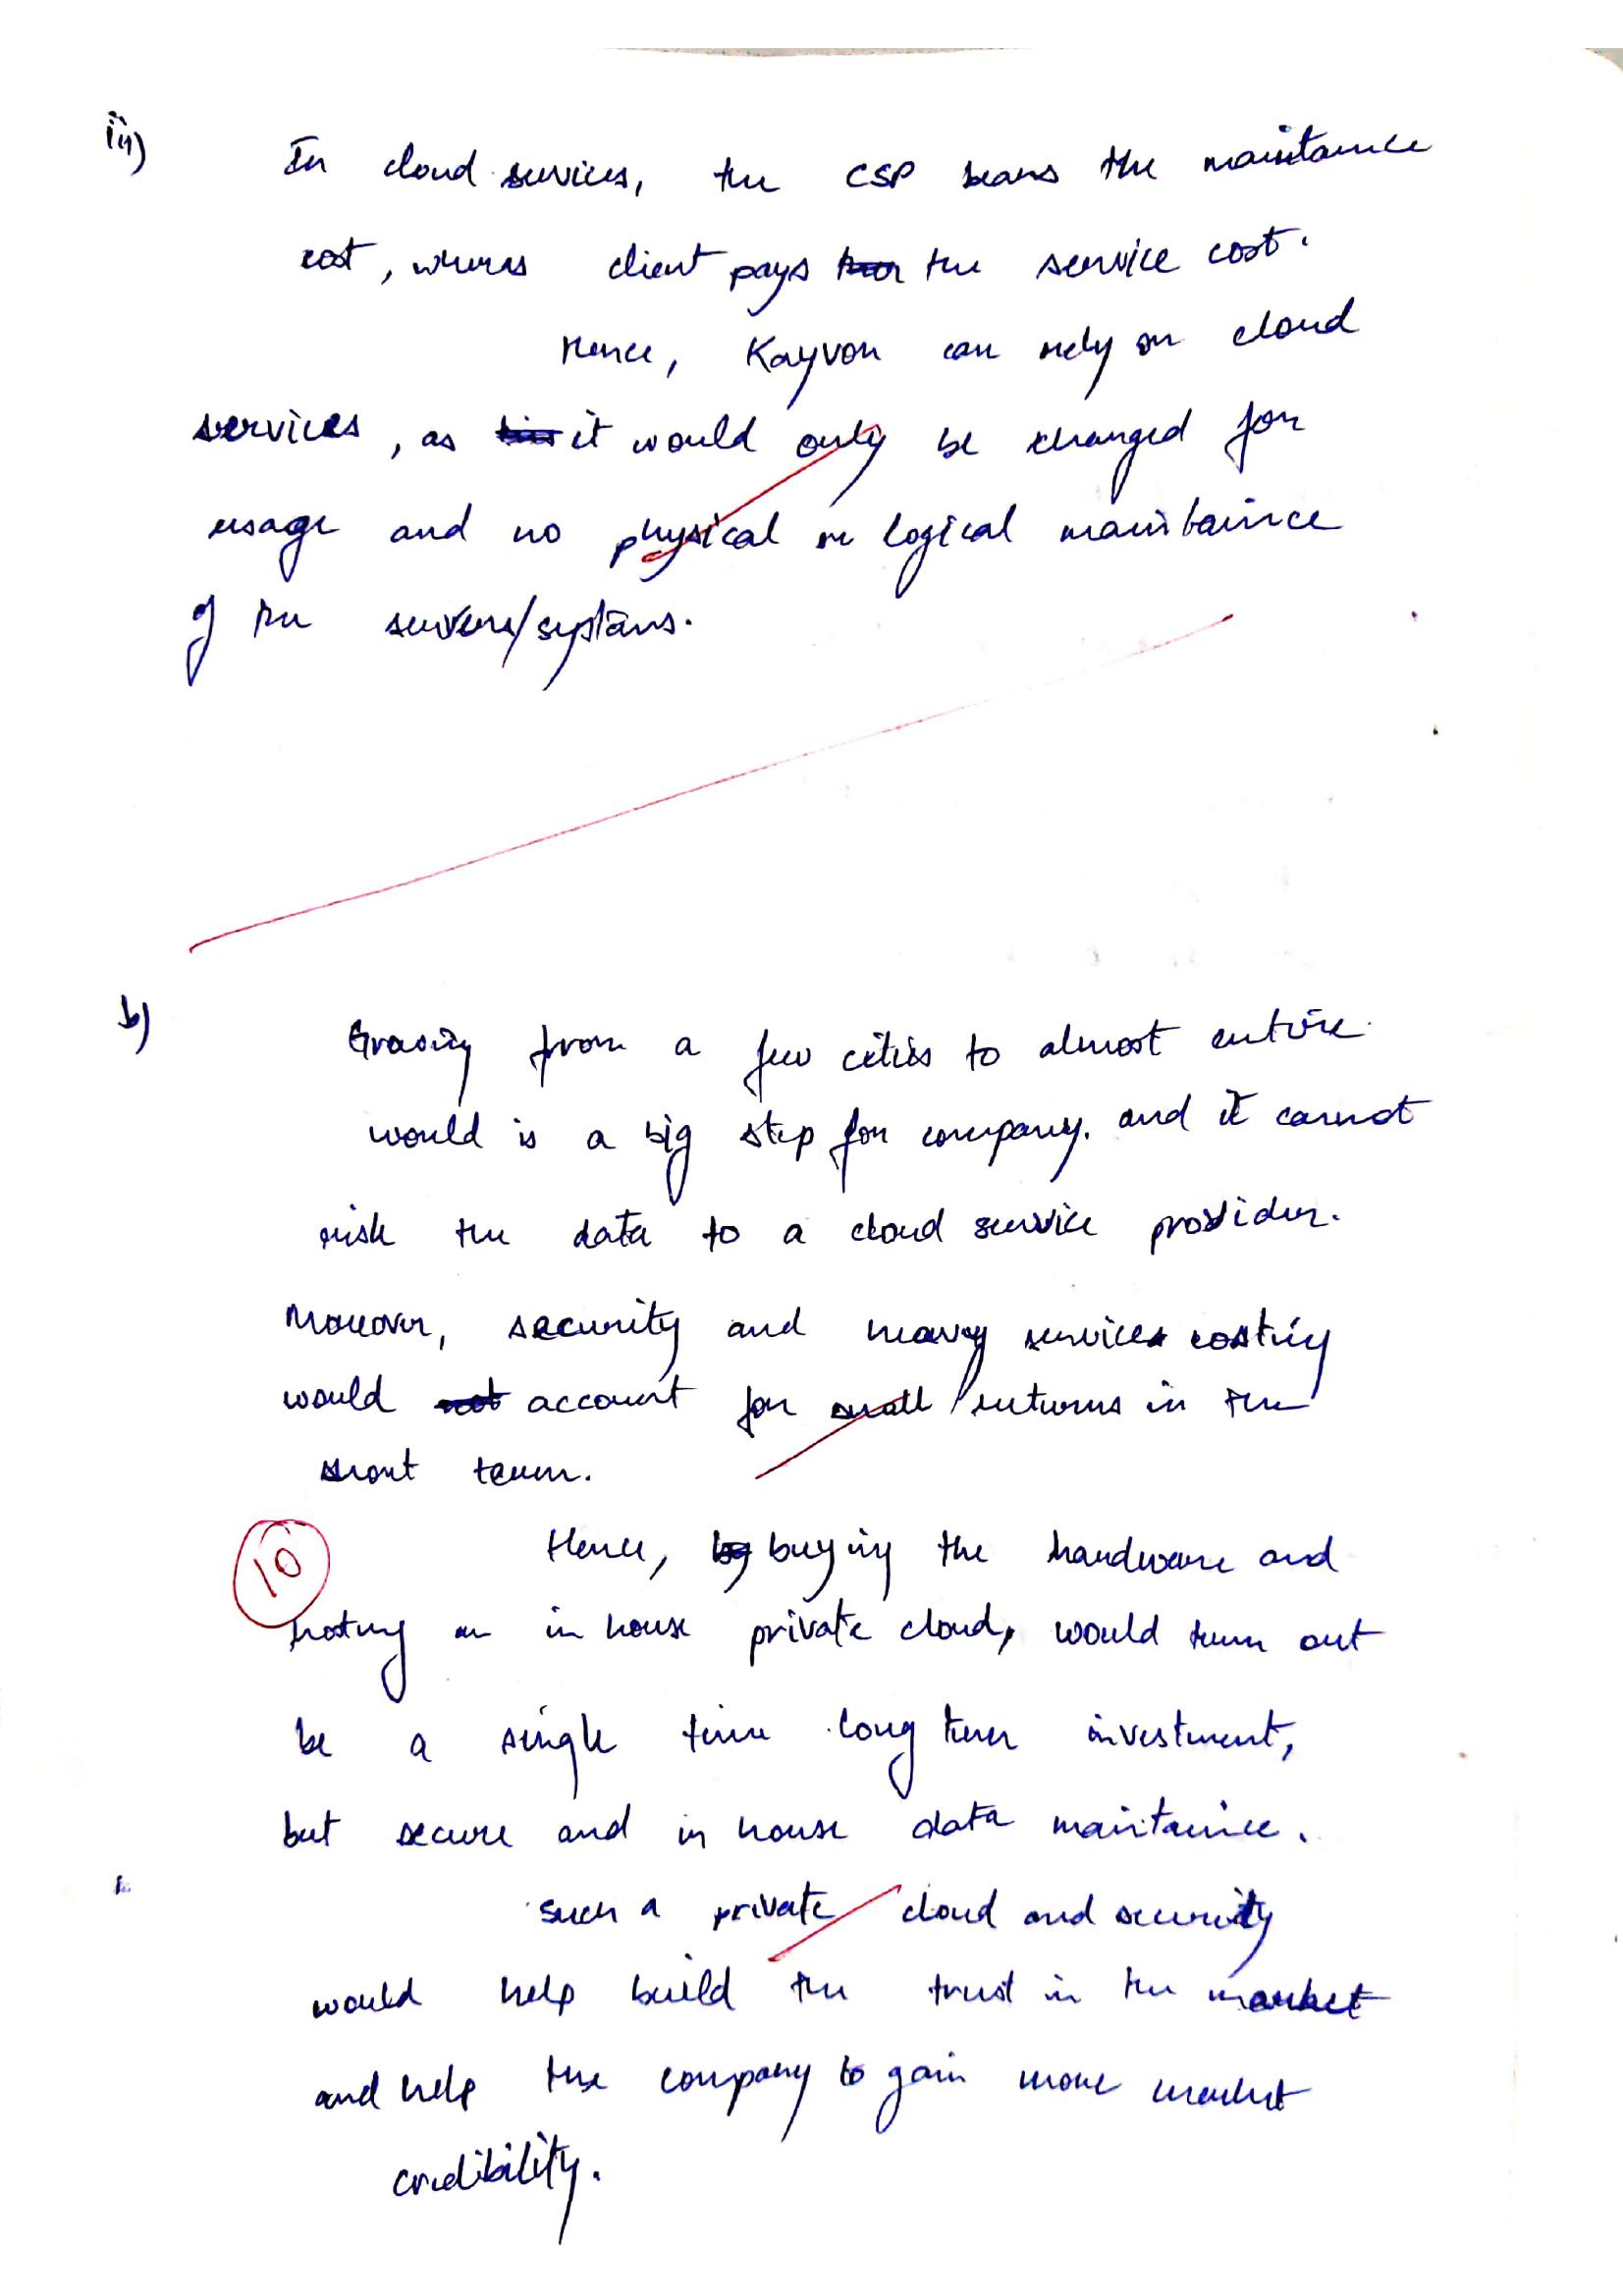 iii) In cloud services, the CSP bears the maintaince
cost, wheras client pays the service cost.
Hence, Kayvon can rely on cloud
services, as it would only be charged for
usage and no physical or logical maintaince
of the servers/systems.
b) Growing from a few cities to almost entire
would is a big step for company. and it cannot
risk the data to a cloud service provider.
Moreover, security and heavy services costing
would account for small returns in the
short term.
Hence, buying the hardware and
10
hosting an in house private cloud, would turn out
be a single time long term investment,
but secure and in house data maintaince.
such a private cloud and security
would help build the trust in the market
and help the company to gain more market
credibility.